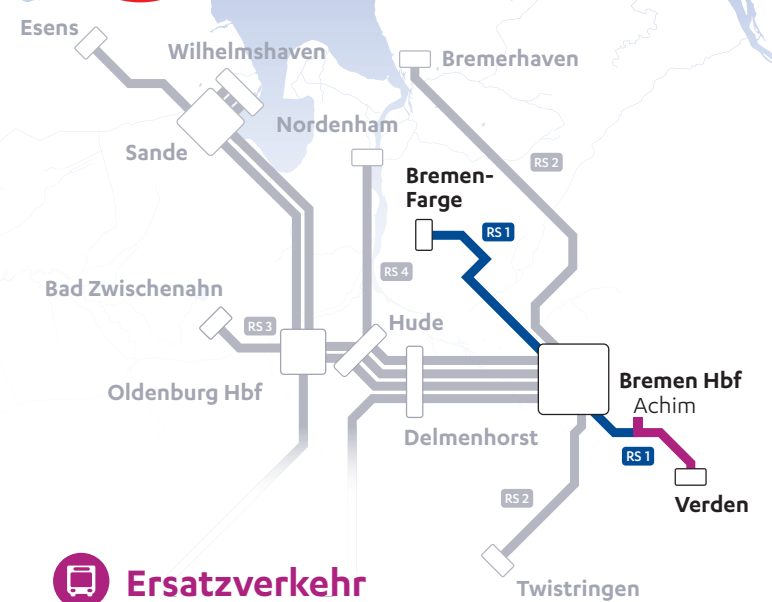 Esens
Wilhelmshaven
Bremerhaven
Nordenham
Sande
RS 2
Bremen-
Farge
RS 1
RS 4
Bad Zwischenahn
RS 3
Hude
Oldenburg Hbf
Bremen Hbf
Achim
Delmenhorst
RS 1
RS 2
Verden
Ersatzverkehr
Twistringen